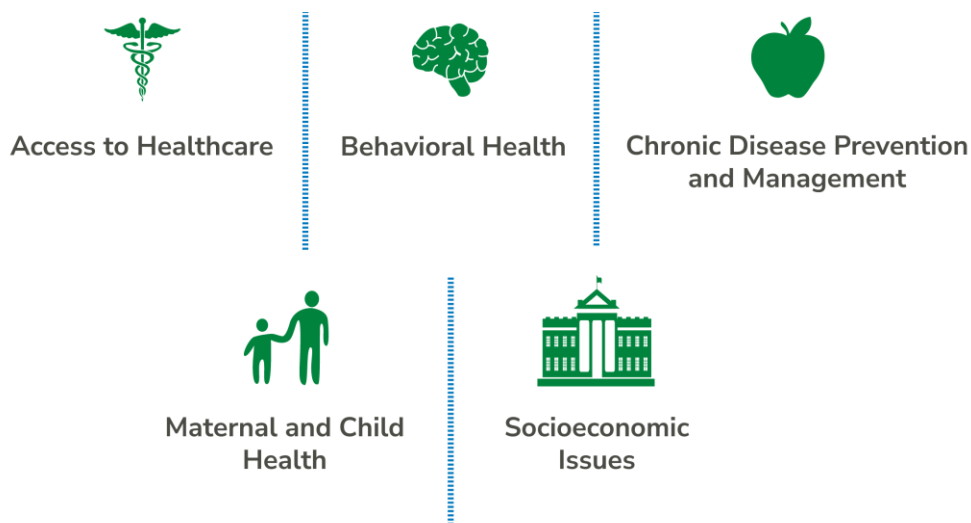 Access to Healthcare
Behavioral Health
Chronic Disease Prevention
and Management
Maternal and Child
Health
Socioeconomic
Issues